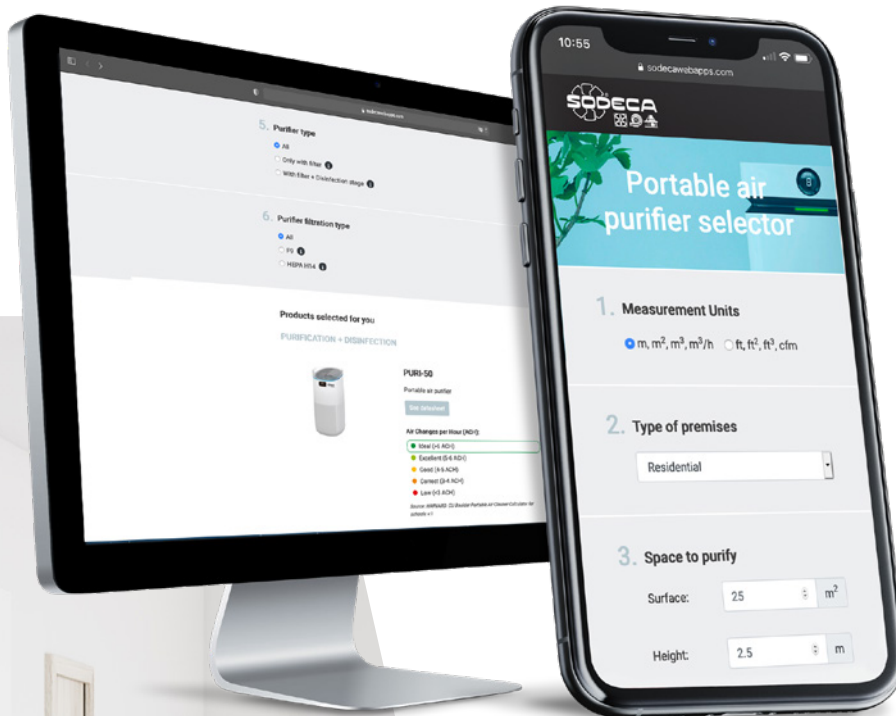 sodecawebapps.com
5. Purifier type
All
Only with filter
With filter + Disinfection stage
6. Purifier filtration type
All
F9
HEPA H14
Products selected for you
PURIFICATION + DISINFECTION
PURI-50
Portable air purifier
See datasheet
Air Changes per Hour (ACH):
Ideal (>6 ACH)
Excellent (5-6 ACH)
Good (4-5 ACH)
Correct (3-4 ACH)
Low (<3 ACH)
10:55
sodecawebapps.com
SODECA
Portable air
purifier selector
1. Measurement Units
m, m², m³, m³/h ft, ft², ft³, cfm
2. Type of premises
Residential
3. Space to purify
Surface: 25 m²
Height: 2.5 m